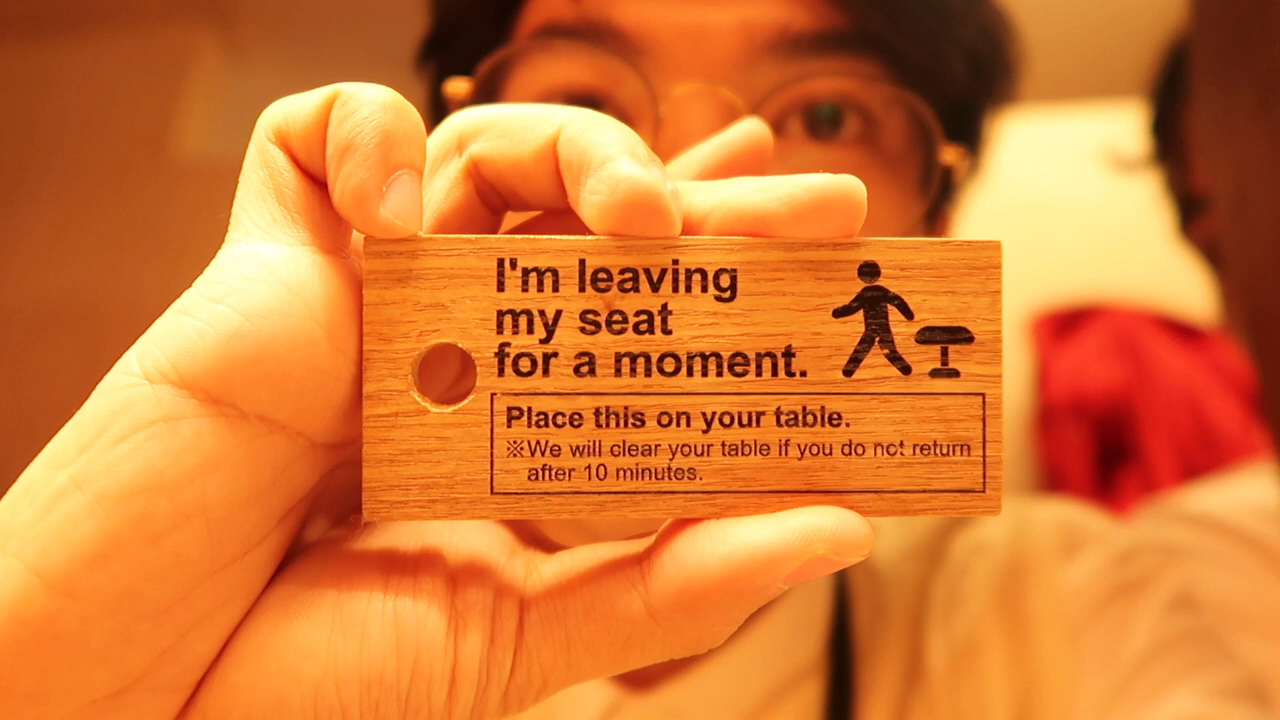 I'm leaving
my seat
for a moment.
Place this on your table.
※We will clear your table if you do not return
after 10 minutes.